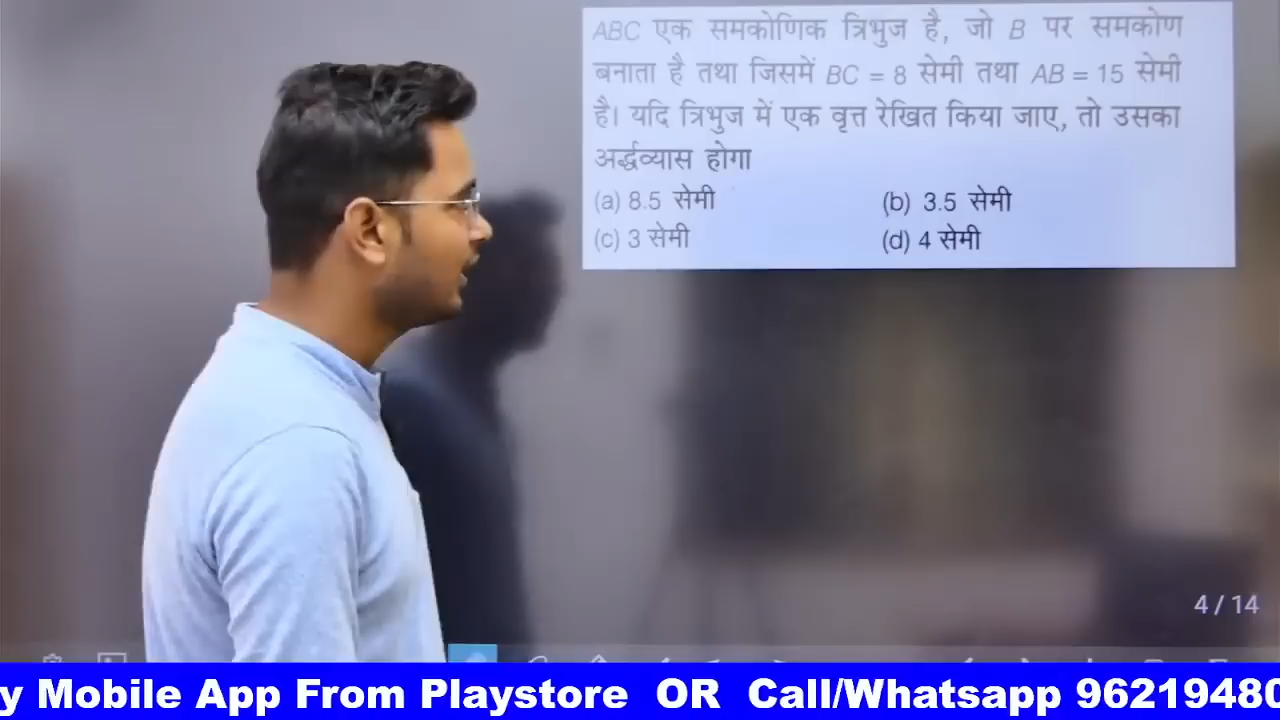 ABC एक समकोणिक त्रिभुज है, जो B पर समकोण
बनाता है तथा जिसमें BC = 8 सेमी तथा AB = 15 सेमी
है। यदि त्रिभुज में एक वृत्त रेखित किया जाए, तो उसका
अर्द्धव्यास होगा
(a) 8.5 सेमी (b) 3.5 सेमी
(c) 3 सेमी (d) 4 सेमी
4 / 14
y Mobile App From Playstore OR Call/Whatsapp 96219480